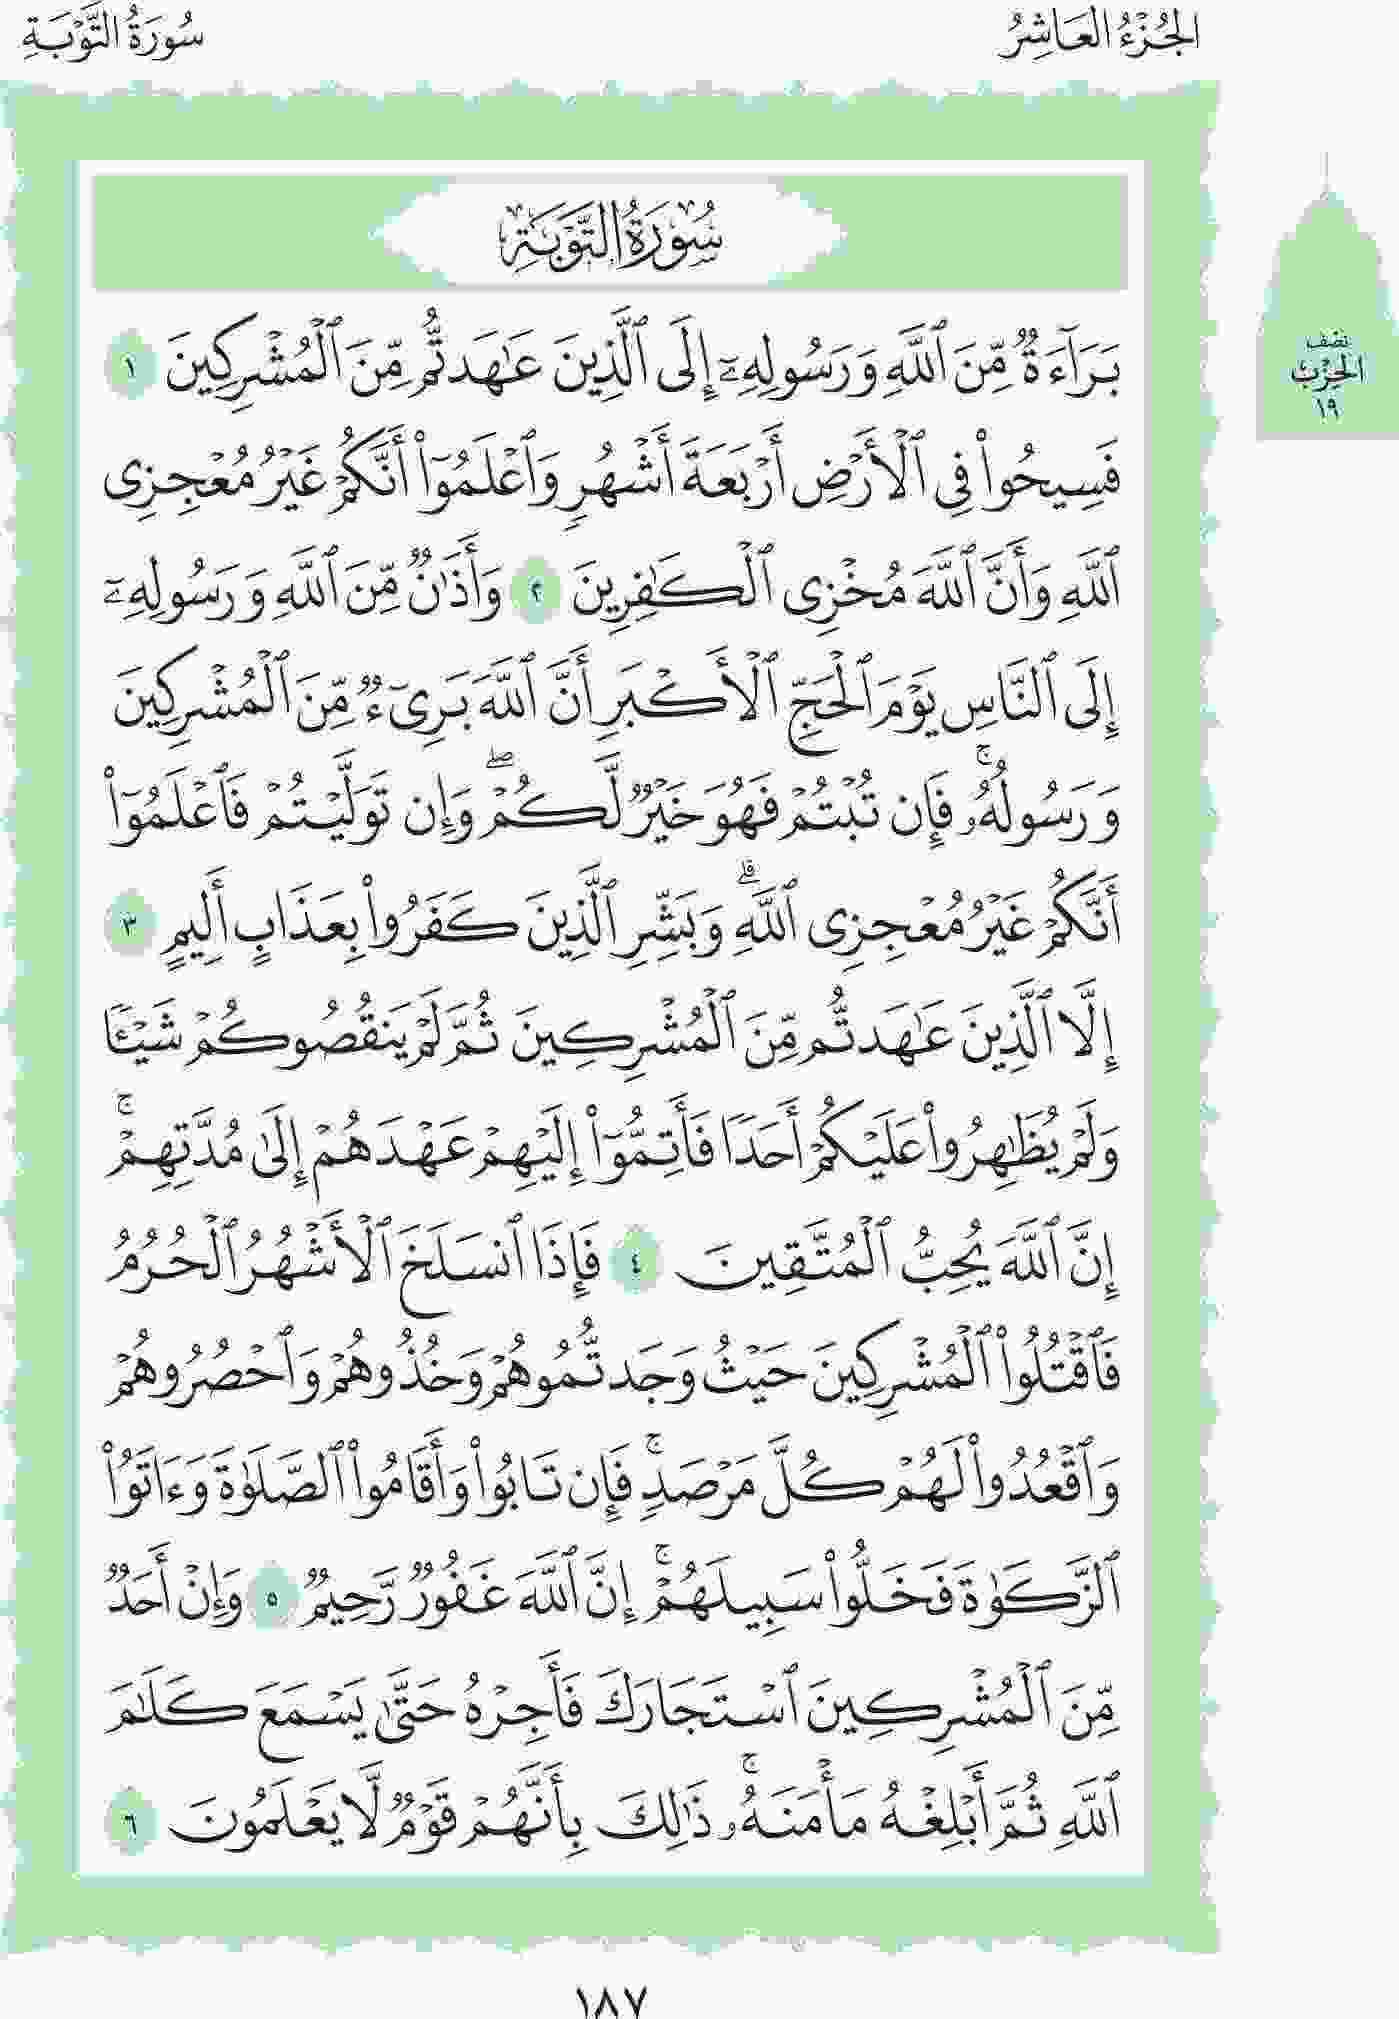 الجُزْءُ العَاشِرُ
سُورَةُ التَّوْبَةِ
سُورَةُ التَّوْبَةِ
بَرَآءَةٌ مِّنَ ٱللَّهِ وَرَسُولِهِۦٓ إِلَى ٱلَّذِينَ عَٰهَدتُّم مِّنَ ٱلْمُشْرِكِينَ ١
فَسِيحُوا۟ فِى ٱلْأَرْضِ أَرْبَعَةَ أَشْهُرٍ وَٱعْلَمُوٓا۟ أَنَّكُمْ غَيْرُ مُعْجِزِى
ٱللَّهِ وَأَنَّ ٱللَّهَ مُخْزِى ٱلْكَٰفِرِينَ ٢ وَأَذَٰنٌ مِّنَ ٱللَّهِ وَرَسُولِهِۦٓ
إِلَى ٱلنَّاسِ يَوْمَ ٱلْحَجِّ ٱلْأَكْبَرِ أَنَّ ٱللَّهَ بَرِىٓءٌ مِّنَ ٱلْمُشْرِكِينَ
وَرَسُولُهُۥ ۚ فَإِن تُبْتُمْ فَهُوَ خَيْرٌ لَّكُمْ ۖ وَإِن تَوَلَّيْتُمْ فَٱعْلَمُوٓا۟
أَنَّكُمْ غَيْرُ مُعْجِزِى ٱللَّهِ ۗ وَبَشِّرِ ٱلَّذِينَ كَفَرُوا۟ بِعَذَابٍ أَلِيمٍ ٣
إِلَّا ٱلَّذِينَ عَٰهَدتُّم مِّنَ ٱلْمُشْرِكِينَ ثُمَّ لَمْ يَنقُصُوكُمْ شَيْـًٔا
وَلَمْ يُظَٰهِرُوا۟ عَلَيْكُمْ أَحَدًا فَأَتِمُّوٓا۟ إِلَيْهِمْ عَهْدَهُمْ إِلَىٰ مُدَّتِهِمْ ۚ
إِنَّ ٱللَّهَ يُحِبُّ ٱلْمُتَّقِينَ ٤ فَإِذَا ٱنسَلَخَ ٱلْأَشْهُرُ ٱلْحُرُمُ
فَٱقْتُلُوا۟ ٱلْمُشْرِكِينَ حَيْثُ وَجَدتُّمُوهُمْ وَخُذُوهُمْ وَٱحْصُرُوهُمْ
وَٱقْعُدُوا۟ لَهُمْ كُلَّ مَرْصَدٍ ۚ فَإِن تَابُوا۟ وَأَقَامُوا۟ ٱلصَّلَوٰةَ وَءَاتَوُا۟
ٱلزَّكَوٰةَ فَخَلُّوا۟ سَبِيلَهُمْ ۚ إِنَّ ٱللَّهَ غَفُورٌ رَّحِيمٌ ٥ وَإِنْ أَحَدٌ
مِّنَ ٱلْمُشْرِكِينَ ٱسْتَجَارَكَ فَأَجِرْهُ حَتَّىٰ يَسْمَعَ كَلَٰمَ
ٱللَّهِ ثُمَّ أَبْلِغْهُ مَأْمَنَهُۥ ۚ ذَٰلِكَ بِأَنَّهُمْ قَوْمٌ لَّا يَعْلَمُونَ ٦
نِصْف
الحِزْب
١٩
١٨٧